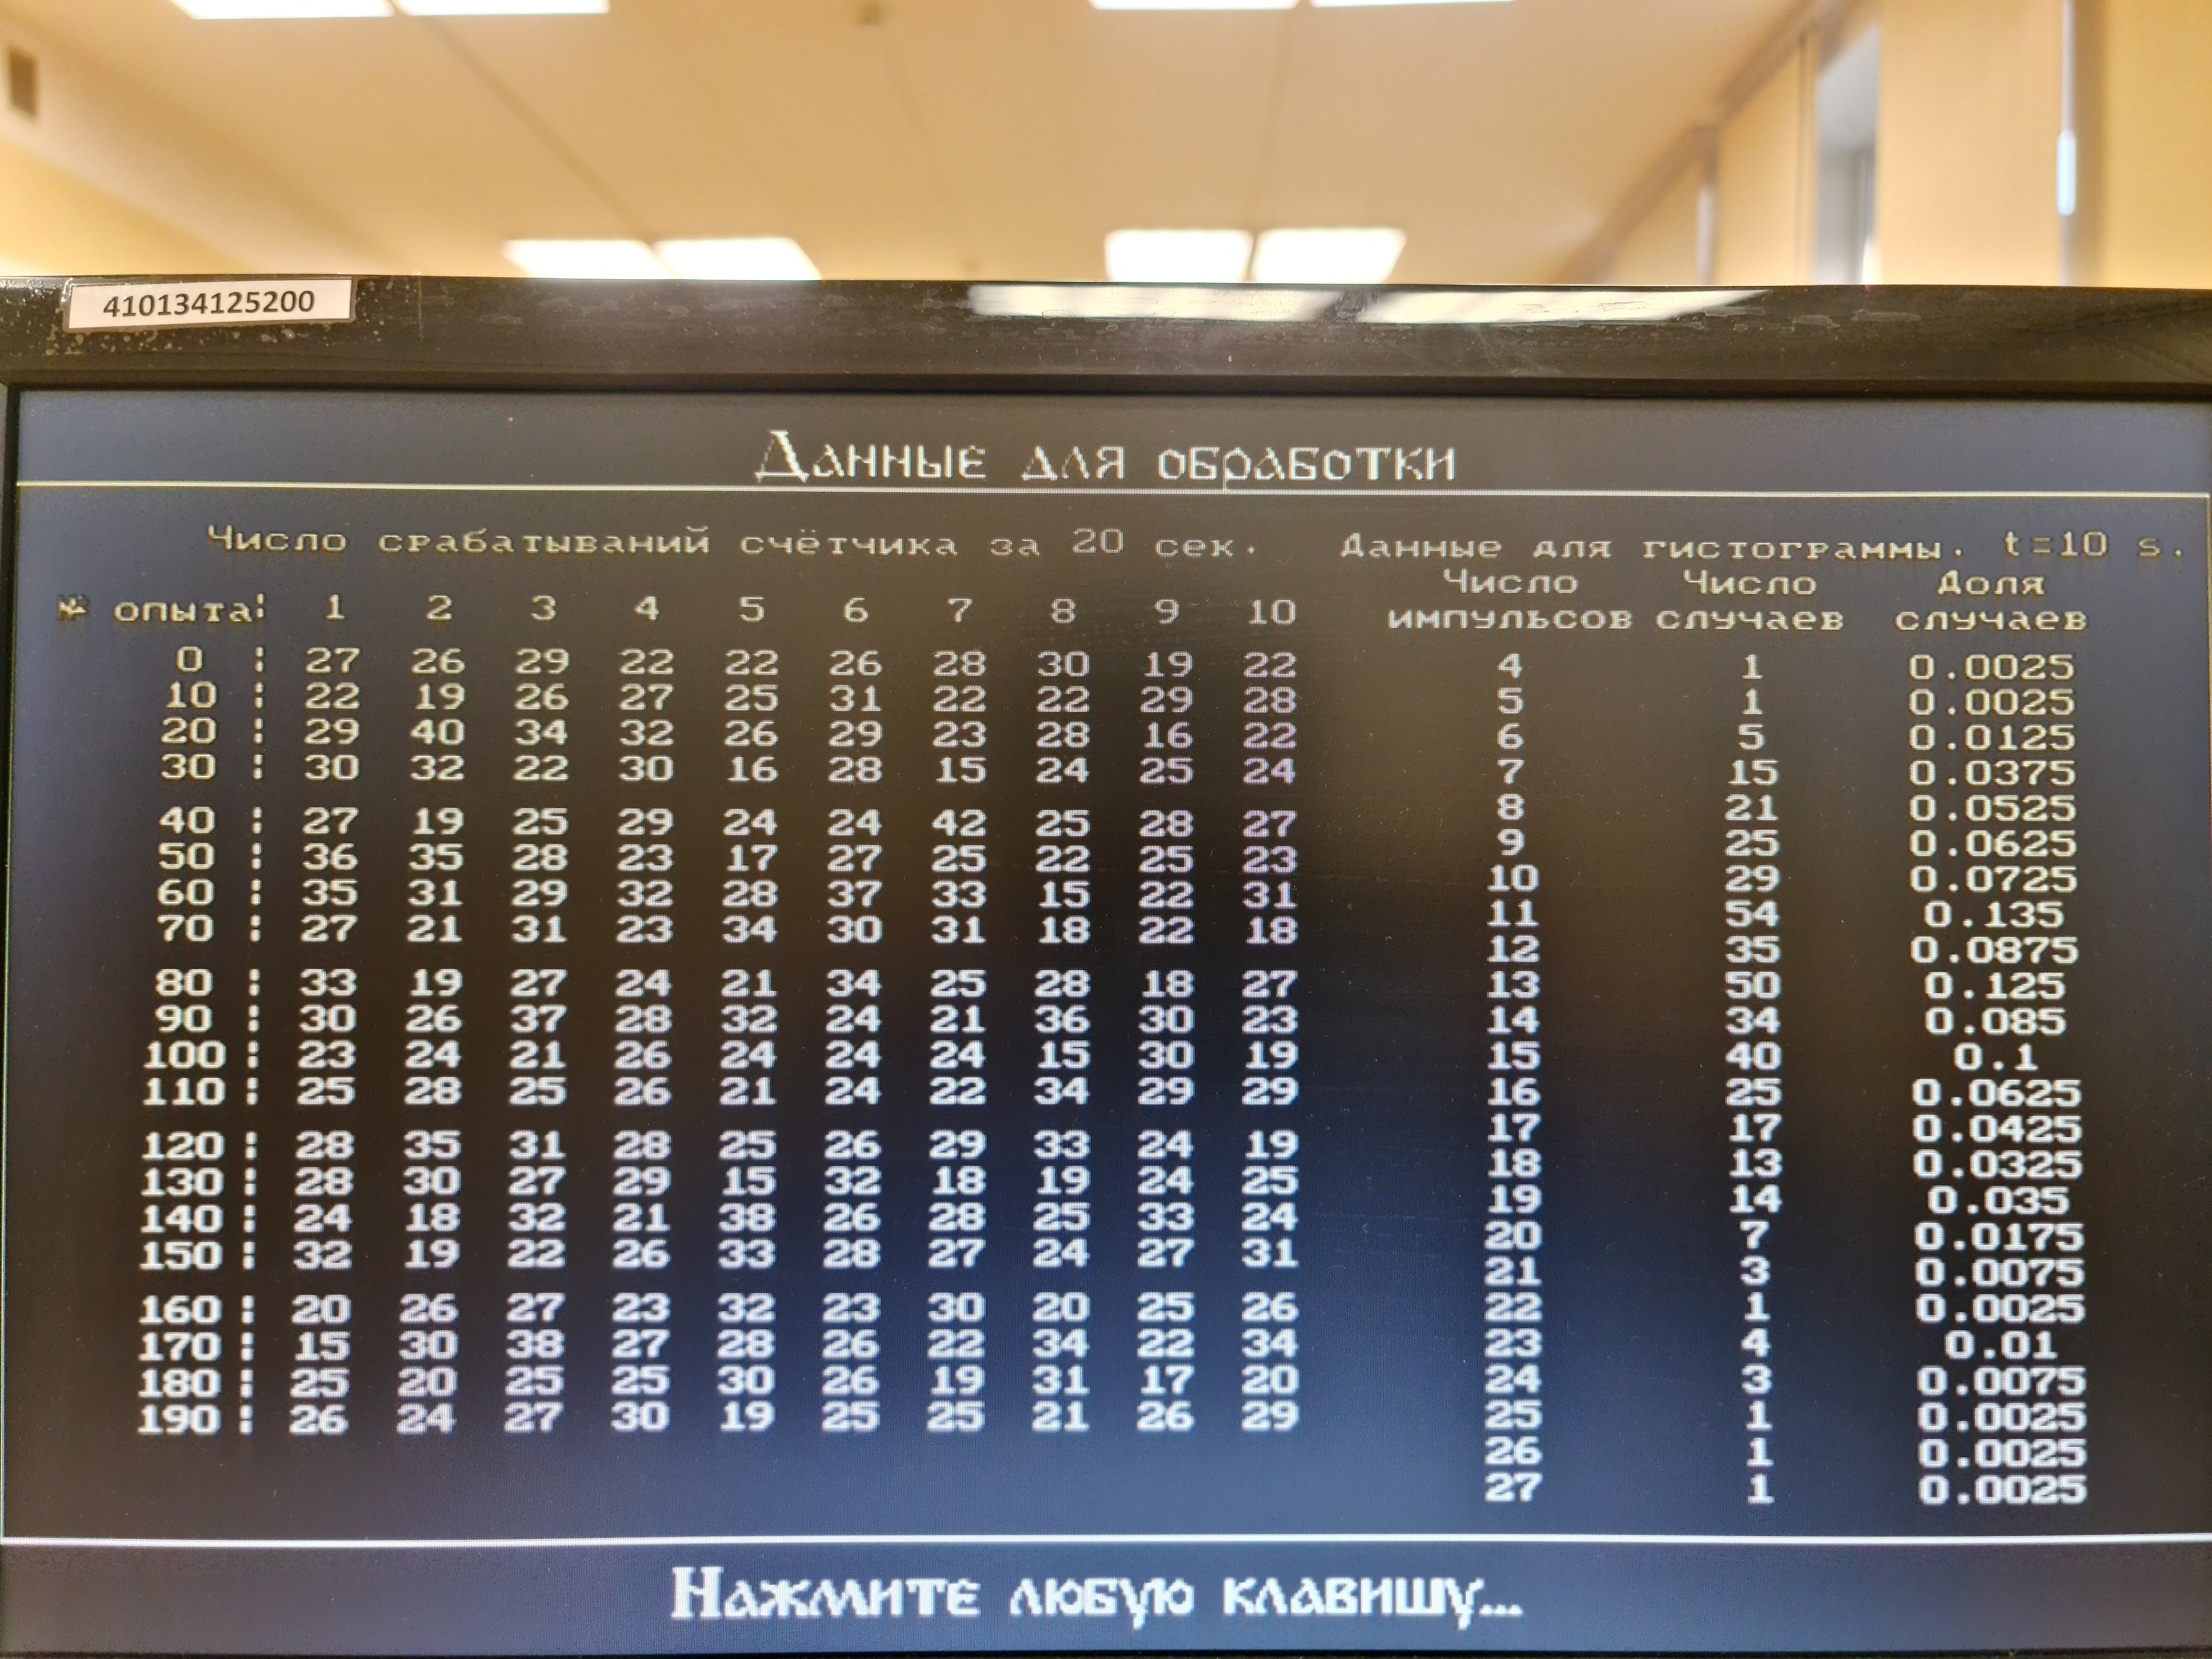 410134125200
Данные для обработки
Число срабатываний счётчика за 20 сек. Данные для гистограммы. t=10 s.
Число Число Доля
№ опыта¦ 1 2 3 4 5 6 7 8 9 10 импульсов случаев случаев
0 ¦ 27 26 29 22 22 26 28 30 19 22 4 1 0.0025
10 ¦ 22 19 26 27 25 31 22 22 29 28 5 1 0.0025
20 ¦ 29 40 34 32 26 29 23 28 16 22 6 5 0.0125
30 ¦ 30 32 22 30 16 28 15 24 25 24 7 15 0.0375
8 21 0.0525
40 ¦ 27 19 25 29 24 24 42 25 28 27 9 25 0.0625
50 ¦ 36 35 28 23 17 27 25 22 25 23 10 29 0.0725
60 ¦ 35 31 29 32 28 37 33 15 22 31 11 54 0.135
70 ¦ 27 21 31 23 34 30 31 18 22 18 12 35 0.0875
80 ¦ 33 19 27 24 21 34 25 28 18 27 13 50 0.125
90 ¦ 30 26 37 28 32 24 21 36 30 23 14 34 0.085
100 ¦ 23 24 21 26 24 24 24 15 30 19 15 40 0.1
110 ¦ 25 28 25 26 21 24 22 34 29 29 16 25 0.0625
17 17 0.0425
120 ¦ 28 35 31 28 25 26 29 33 24 19 18 13 0.0325
130 ¦ 28 30 27 29 15 32 18 19 24 25 19 14 0.035
140 ¦ 24 18 32 21 38 26 28 25 33 24 20 7 0.0175
150 ¦ 32 19 22 26 33 28 27 24 27 31 21 3 0.0075
160 ¦ 20 26 27 23 32 23 30 20 25 26 22 1 0.0025
170 ¦ 15 30 38 27 28 26 22 34 22 34 23 4 0.01
180 ¦ 25 20 25 25 30 26 19 31 17 20 24 3 0.0075
190 ¦ 26 24 27 30 19 25 25 21 26 29 25 1 0.0025
26 1 0.0025
27 1 0.0025
Нажмите любую клавишу...